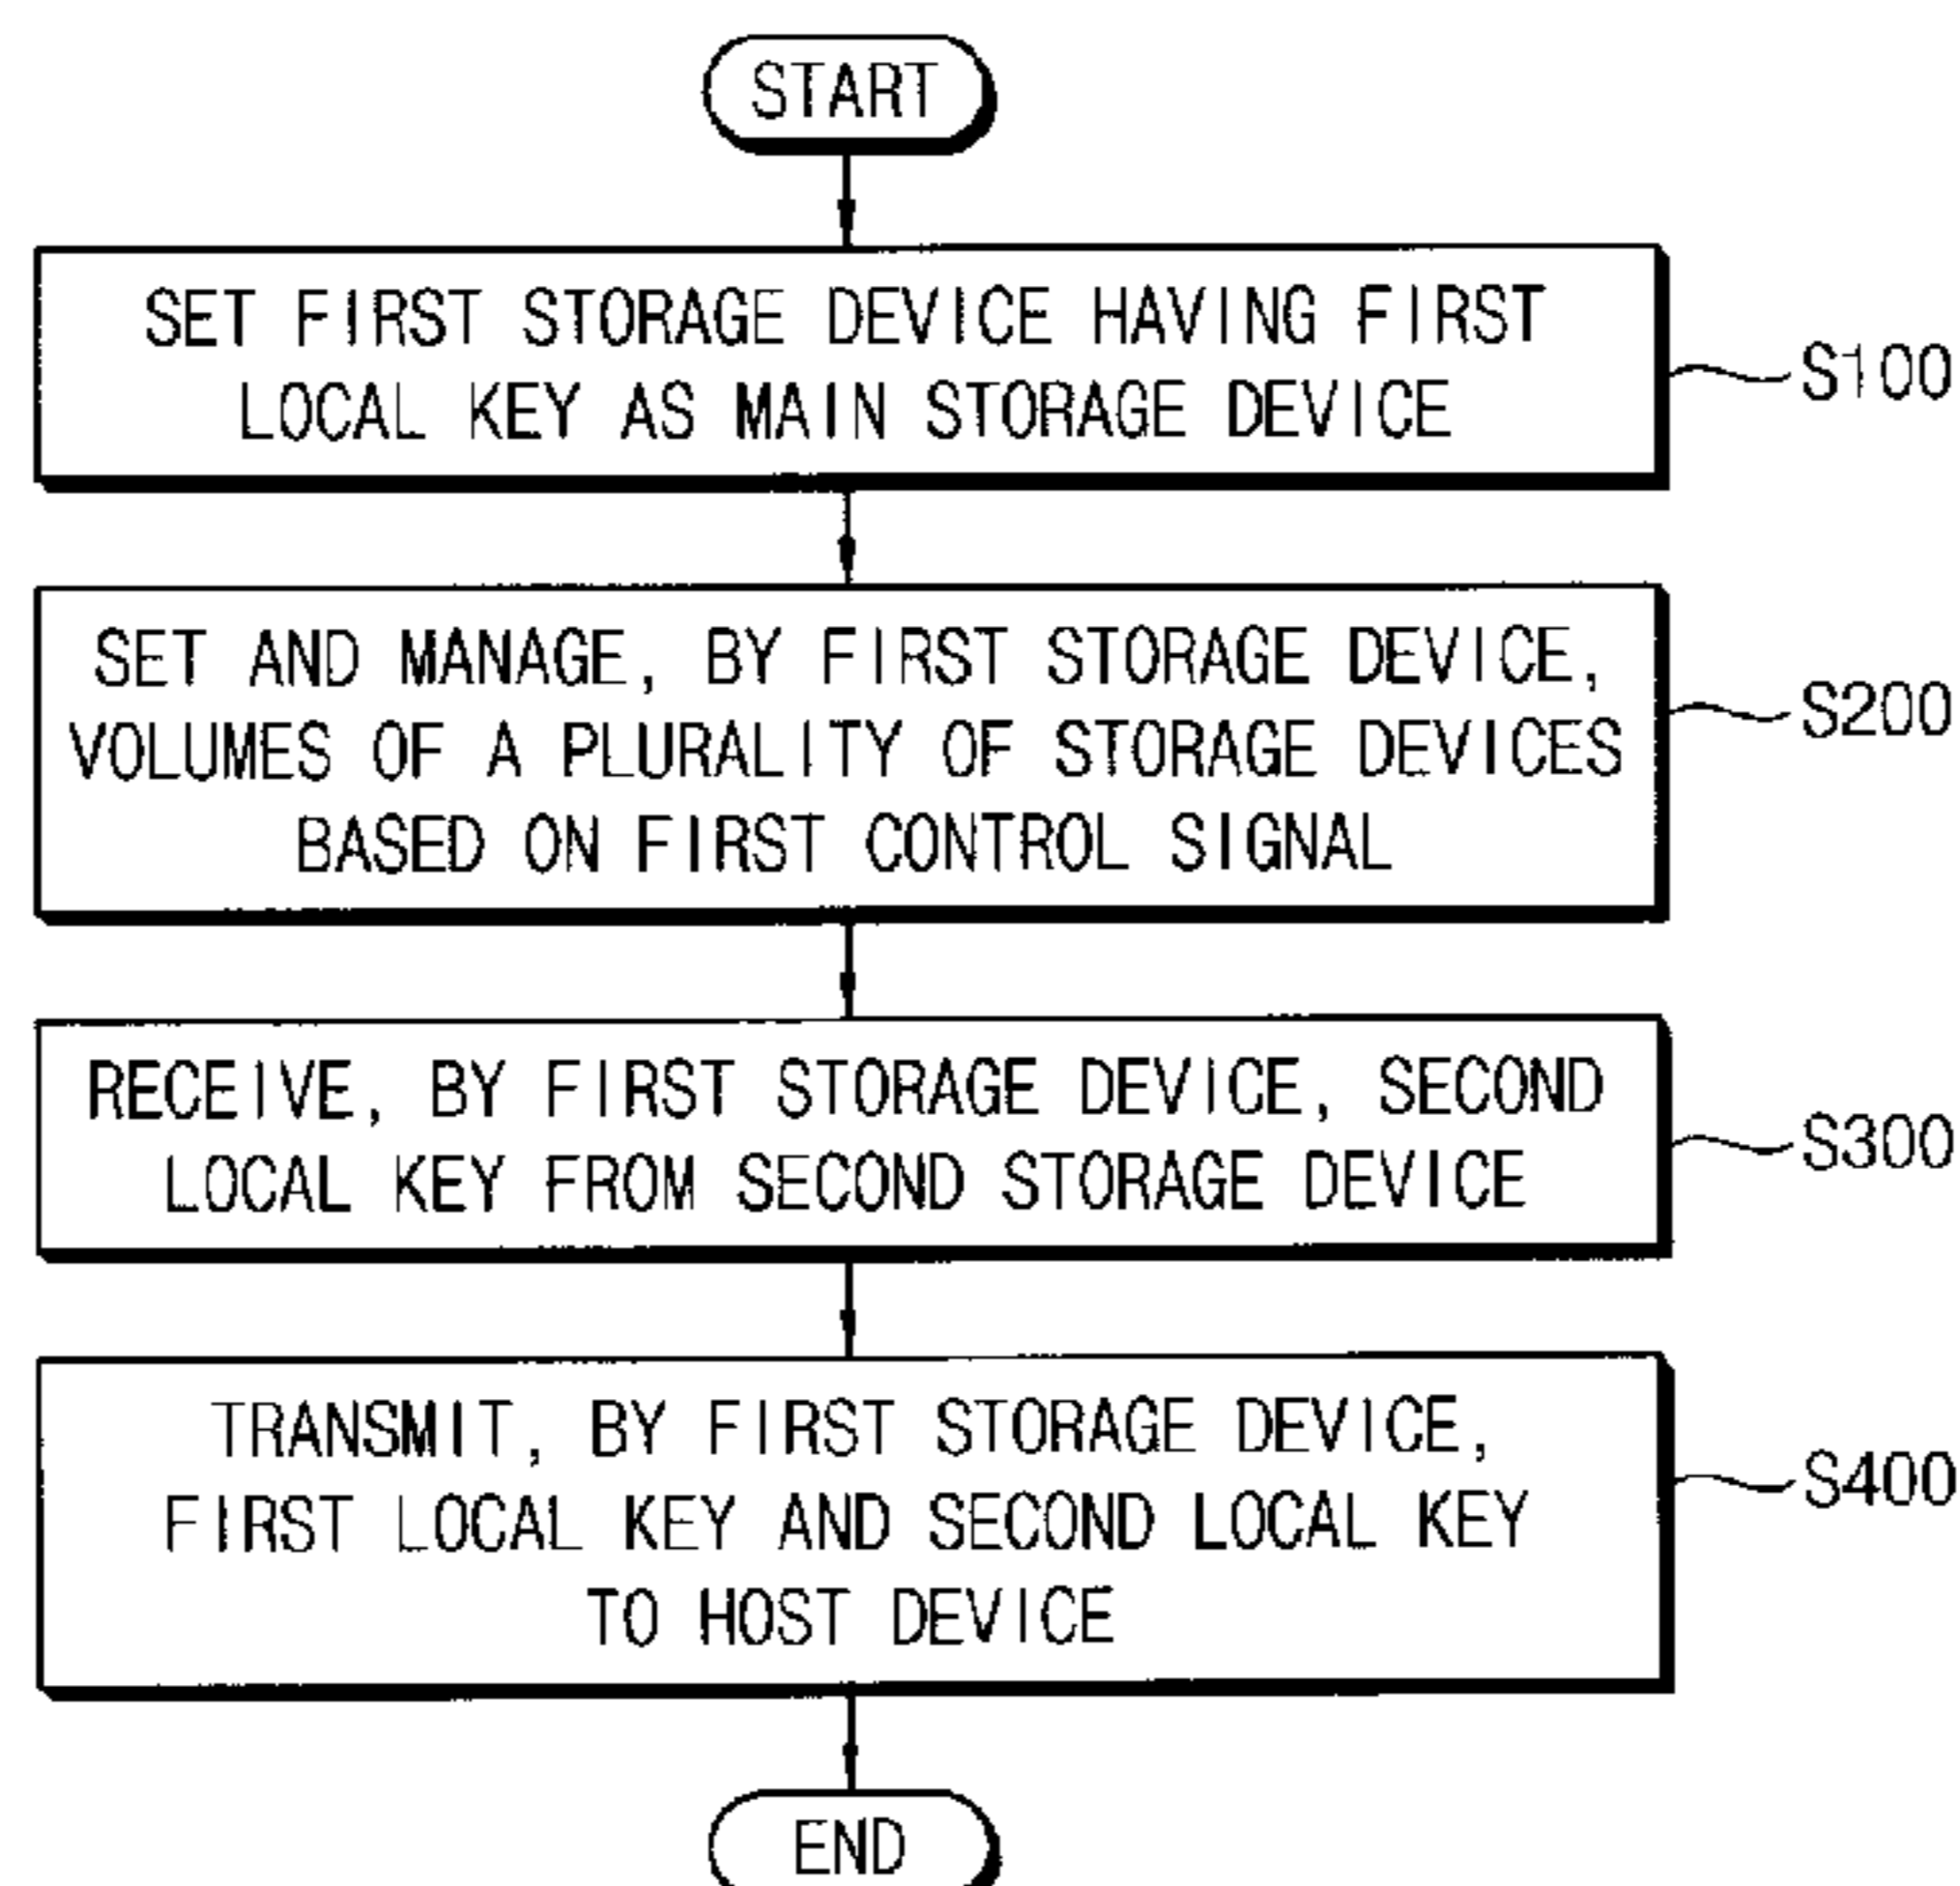 START
SET FIRST STORAGE DEVICE HAVING FIRST
LOCAL KEY AS MAIN STORAGE DEVICE
S100
SET AND MANAGE, BY FIRST STORAGE DEVICE,
VOLUMES OF A PLURALITY OF STORAGE DEVICES
BASED ON FIRST CONTROL SIGNAL
S200
RECEIVE, BY FIRST STORAGE DEVICE, SECOND
LOCAL KEY FROM SECOND STORAGE DEVICE
S300
TRANSMIT, BY FIRST STORAGE DEVICE,
FIRST LOCAL KEY AND SECOND LOCAL KEY
TO HOST DEVICE
S400
END